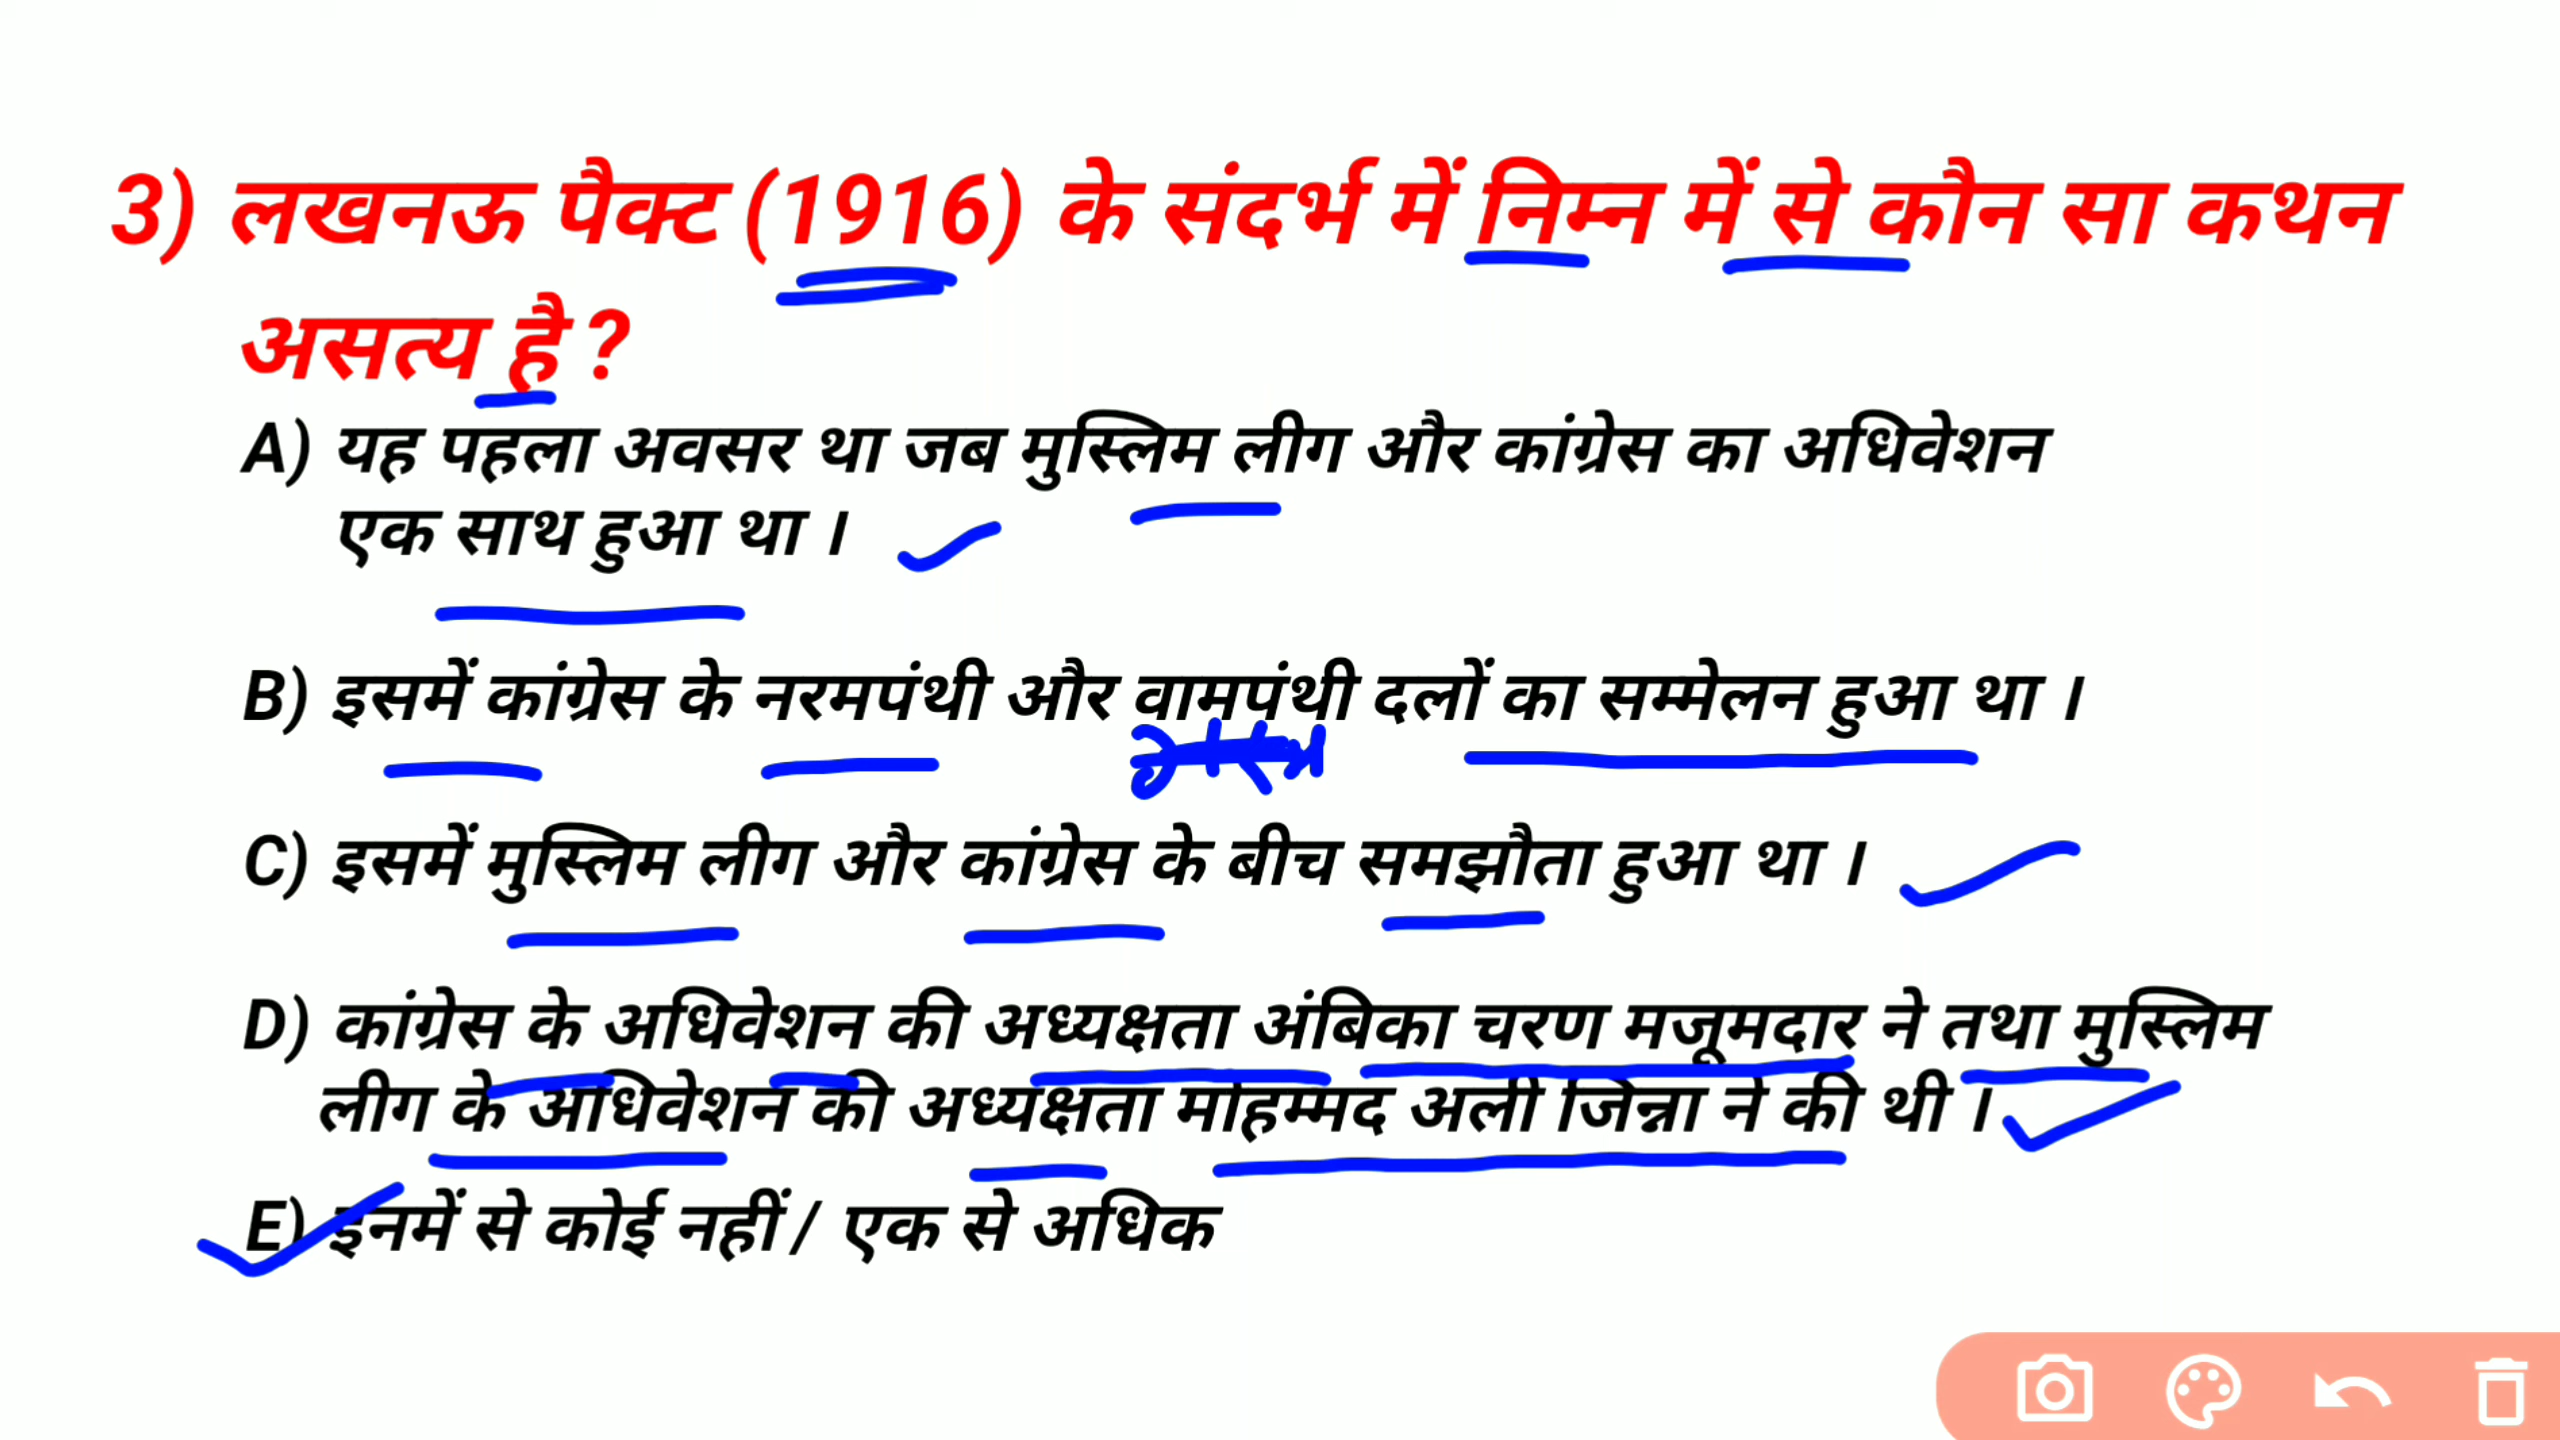 3) लखनऊ पैक्ट (1916) के संदर्भ में निम्न में से कौन सा कथन
असत्य है ?
A) यह पहला अवसर था जब मुस्लिम लीग और कांग्रेस का अधिवेशन
एक साथ हुआ था ।
B) इसमें कांग्रेस के नरमपंथी और वामपंथी दलों का सम्मेलन हुआ था ।
C) इसमें मुस्लिम लीग और कांग्रेस के बीच समझौता हुआ था ।
D) कांग्रेस के अधिवेशन की अध्यक्षता अंबिका चरण मजूमदार ने तथा मुस्लिम
लीग के अधिवेशन की अध्यक्षता मोहम्मद अली जिन्ना ने की थी ।
E) इनमें से कोई नहीं / एक से अधिक